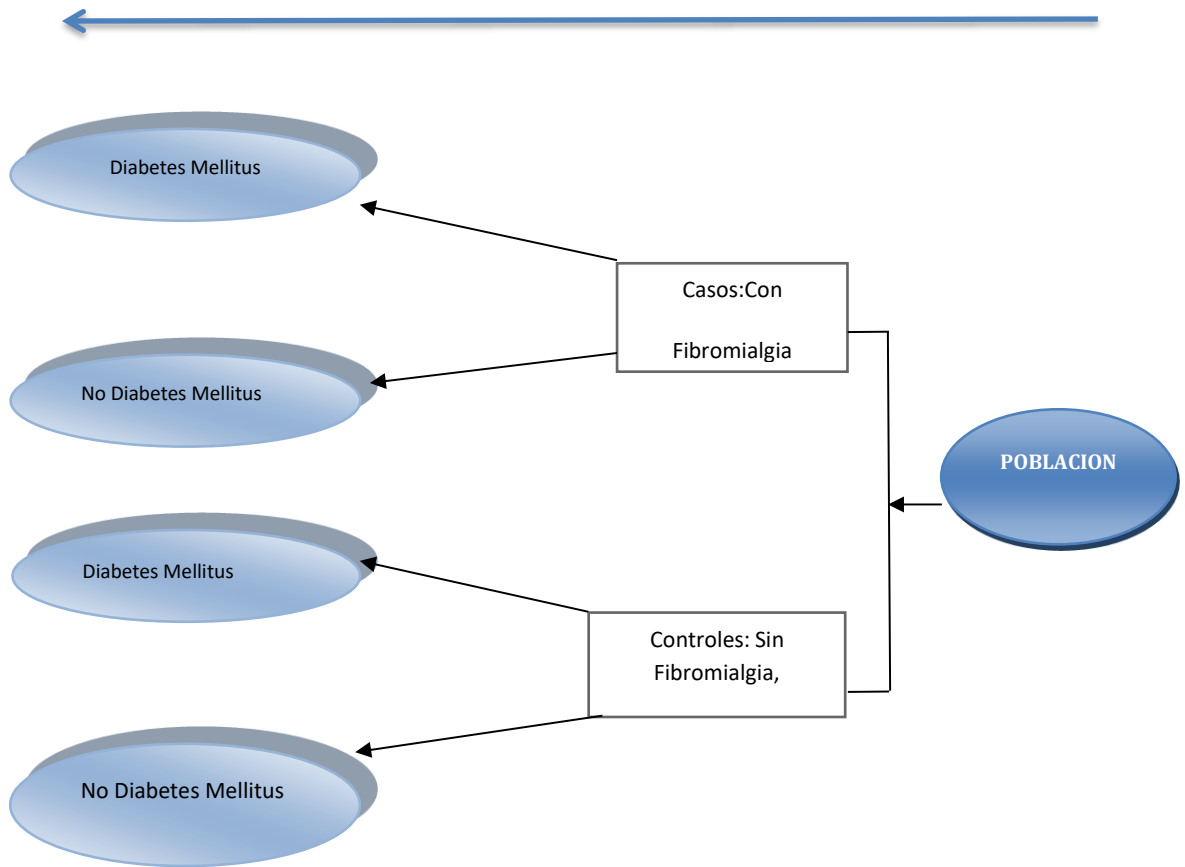 Diabetes Mellitus
Casos:Con
Fibromialgia
No Diabetes Mellitus
POBLACION
Diabetes Mellitus
Controles: Sin
Fibromialgia,
No Diabetes Mellitus